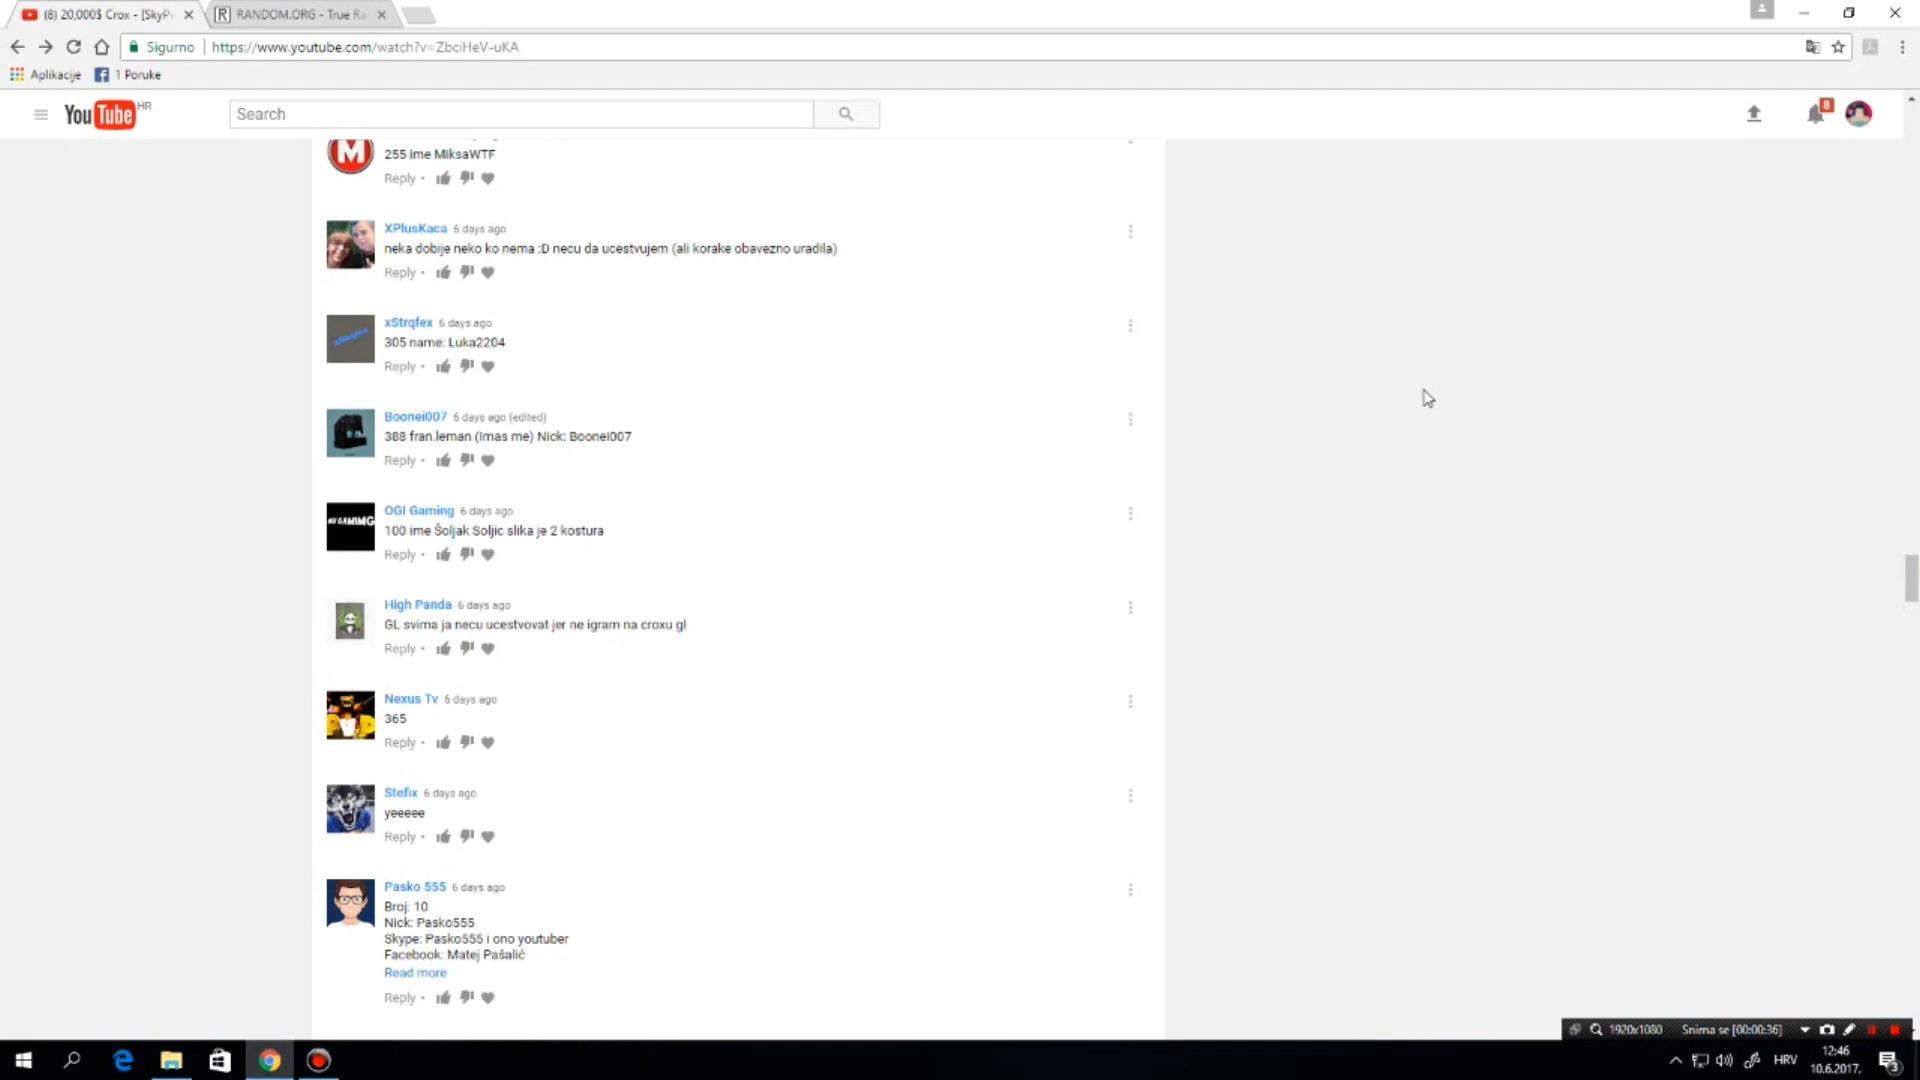 (8) 20,000$ Crox - [SkyPv
RANDOM.ORG - True Ra
Sigurno https://www.youtube.com/watch?v=ZbciHeV-uKA
Aplikacije 1 Poruke
YouTube HR
Search
8
255 ime MiksaWTF
Reply •
XPlusKaca 6 days ago
neka dobije neko ko nema :D necu da ucestvujem (ali korake obavezno uradila)
Reply •
xStrqfex
xStrqfex 6 days ago
305 name: Luka2204
Reply •
Boonei007 6 days ago (edited)
388 fran.leman (Imas me) Nick: Boonei007
Reply •
GAMING
OGI Gaming 6 days ago
100 ime Šoljak Soljic slika je 2 kostura
Reply •
High Panda 6 days ago
GL svima ja necu ucestvovat jer ne igram na croxu gl
Reply •
Nexus Tv 6 days ago
365
Reply •
Stefix 6 days ago
yeeeee
Reply •
Pasko 555 6 days ago
Broj: 10
Nick: Pasko555
Skype: Pasko555 i ono youtuber
Facebook: Matej Pašalić
Read more
Reply •
1920x1080 Snima se [00:00:36]
HRV
12:46
10.6.2017.
3